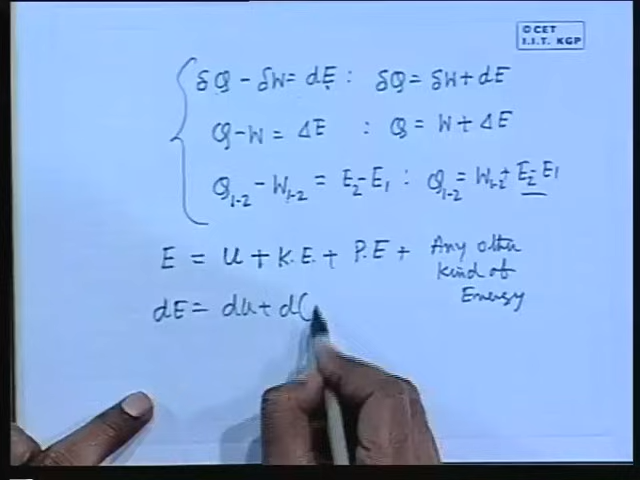 © CET
I.I.T. KGP
δQ - δW = dE : δQ = δW + dE
Q - W = ΔE : Q = W + ΔE
Q₁₋₂ - W₁₋₂ = E₂ - E₁ : Q₁₋₂ = W₁₋₂ + E₂ - E₁
E = U + K.E. + P.E + Any other
kind of
Energy
dE = dU + d(